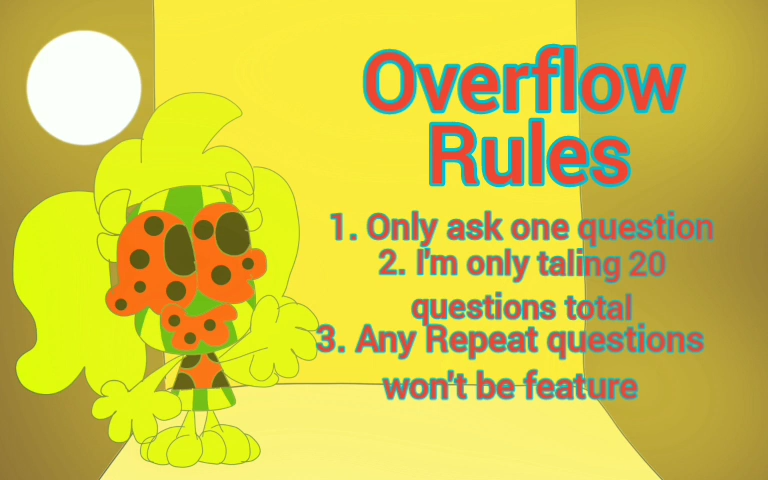 Overflow
Rules
1. Only ask one question
2. I'm only taling 20
questions total
3. Any Repeat questions
won't be feature